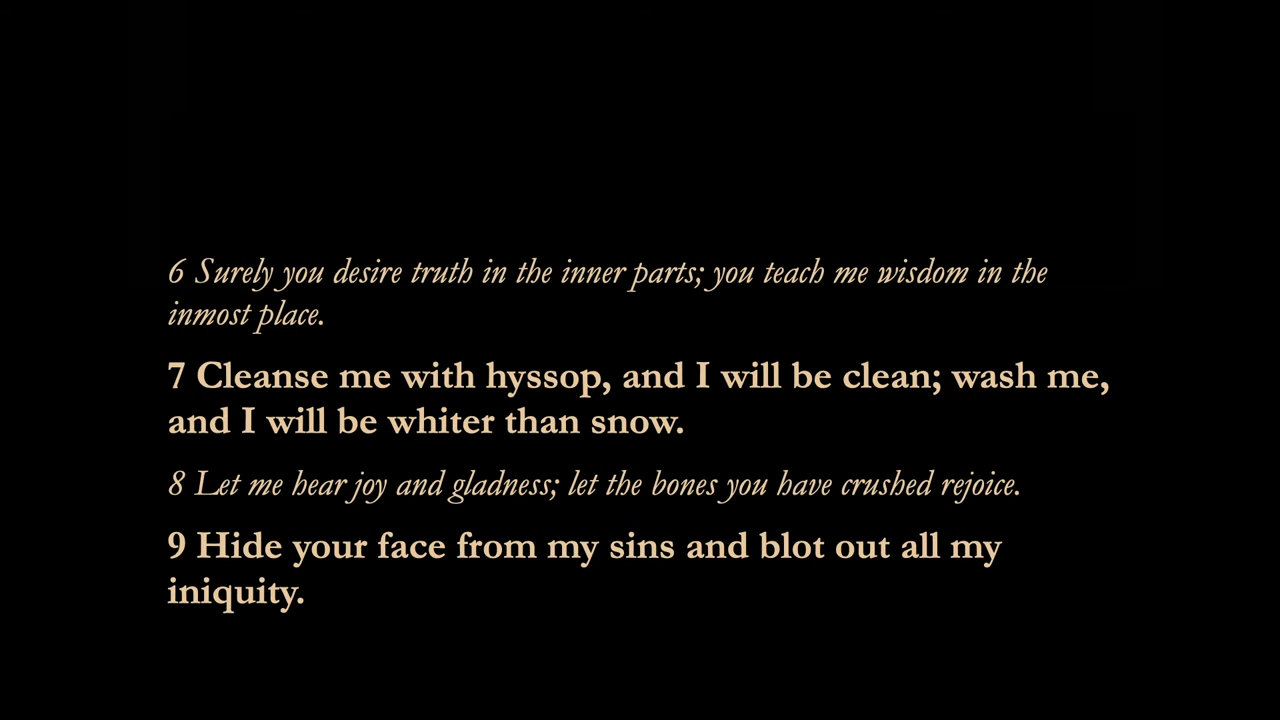 6 Surely you desire truth in the inner parts; you teach me wisdom in the
inmost place.
7 Cleanse me with hyssop, and I will be clean; wash me,
and I will be whiter than snow.
8 Let me hear joy and gladness; let the bones you have crushed rejoice.
9 Hide your face from my sins and blot out all my
iniquity.